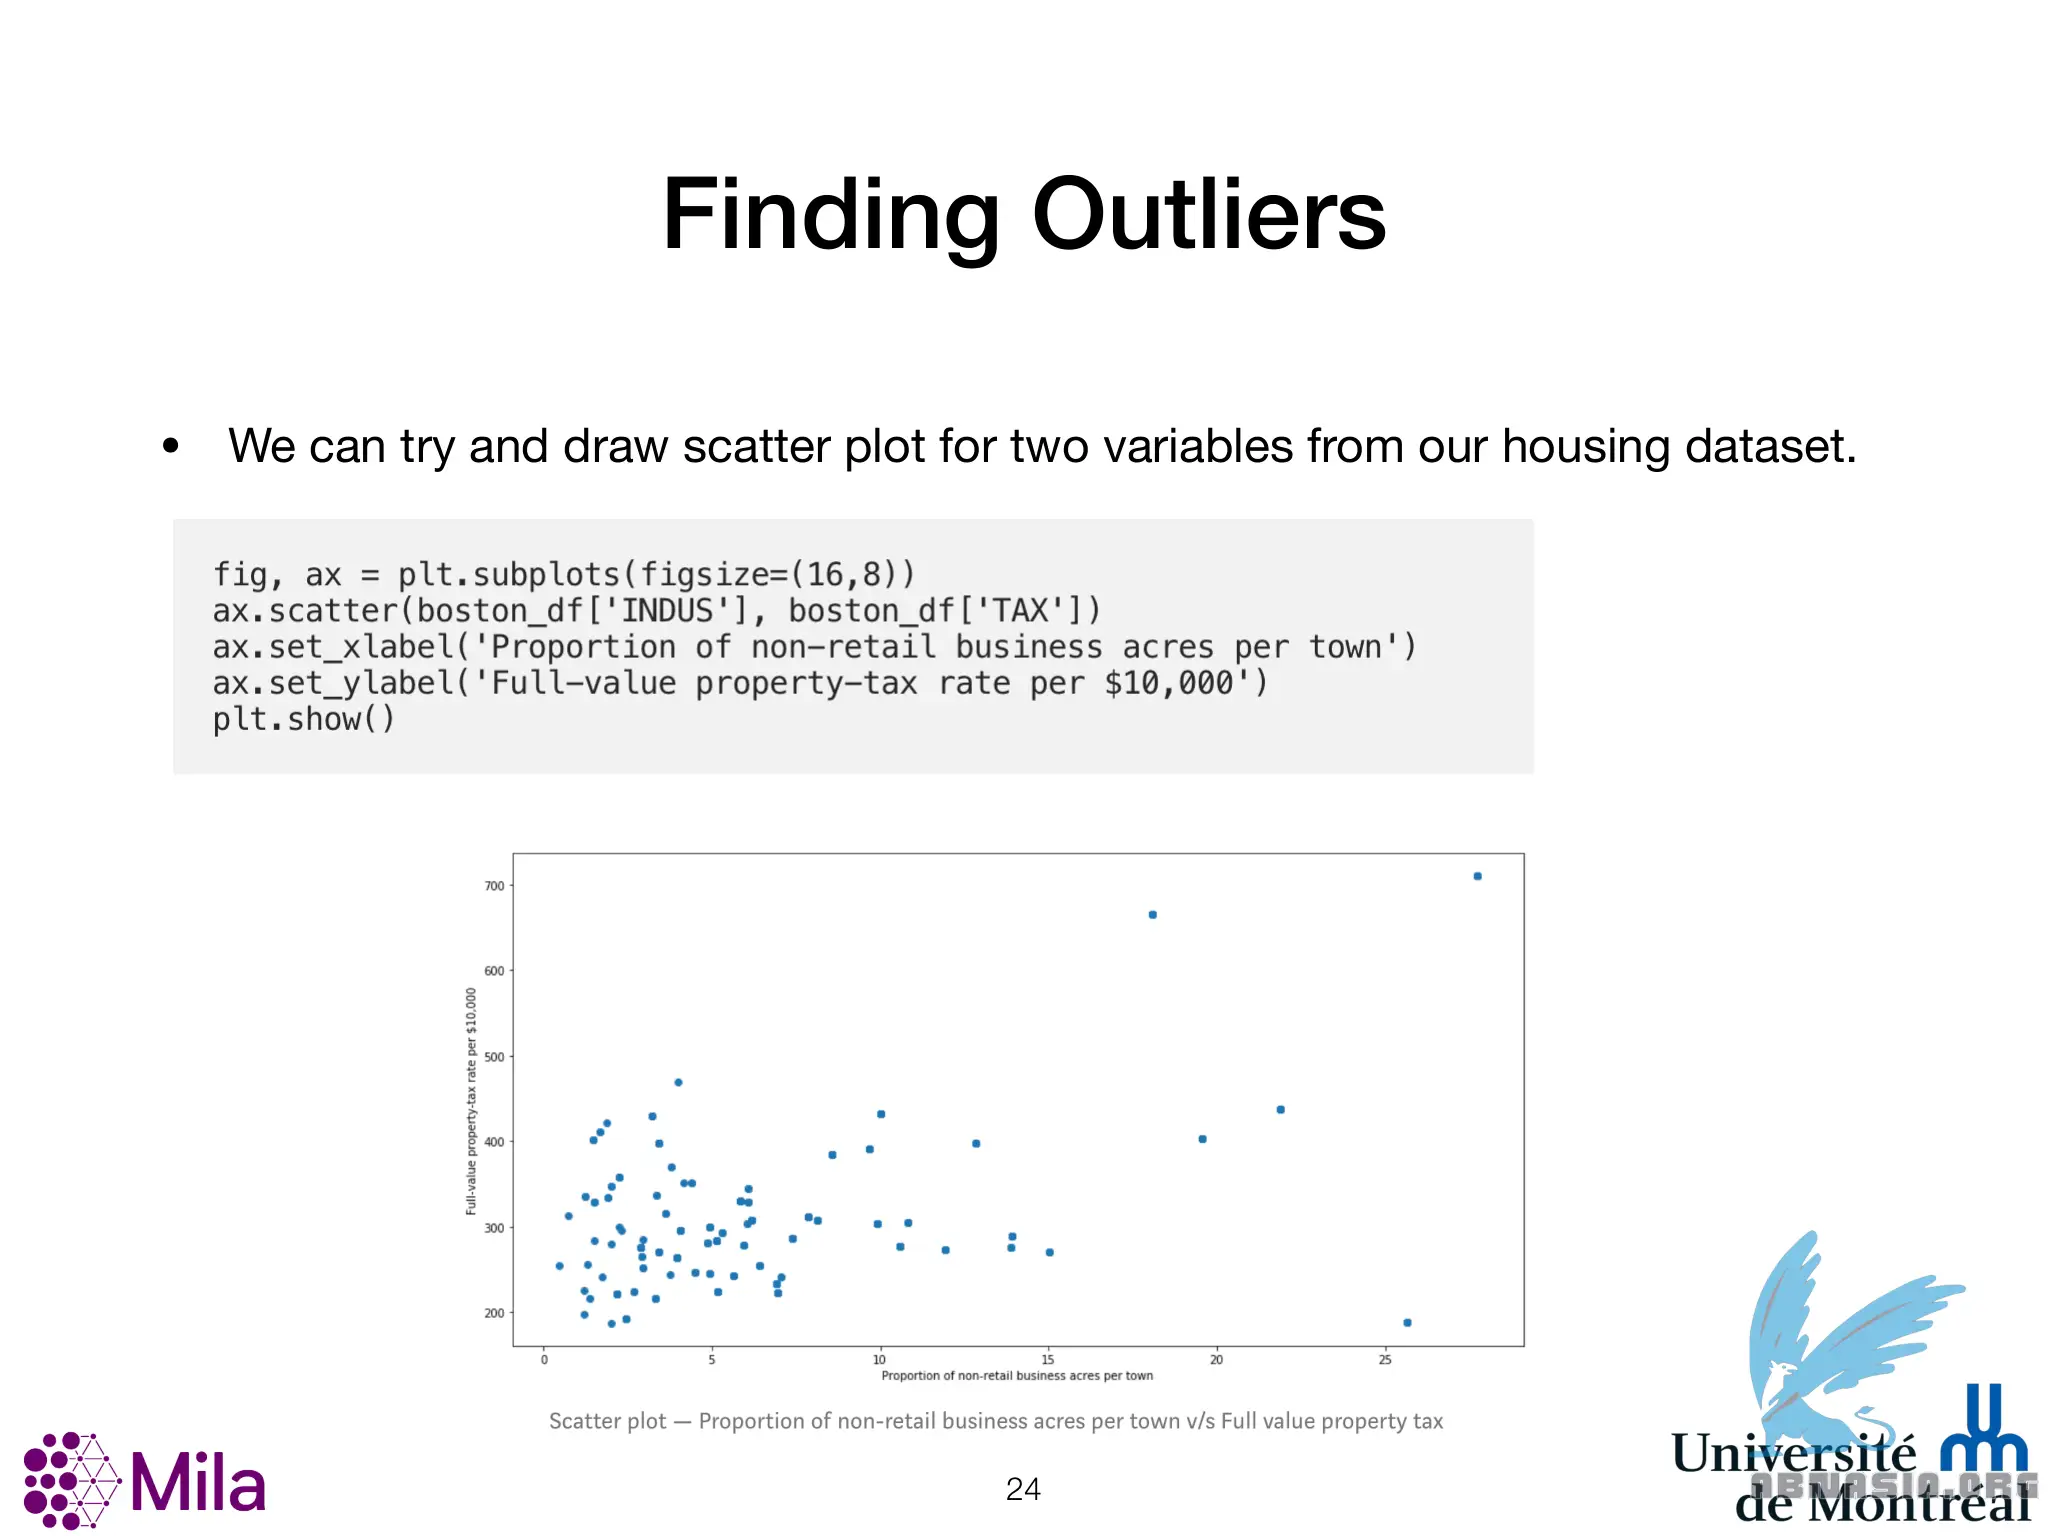 Finding Outliers
• We can try and draw scatter plot for two variables from our housing dataset.
fig, ax = plt.subplots(figsize=(16,8))
ax.scatter(boston_df['INDUS'], boston_df['TAX'])
ax.set_xlabel('Proportion of non-retail business acres per town')
ax.set_ylabel('Full-value property-tax rate per $10,000')
plt.show()
700
600
500
400
300
200
Full-value property-tax rate per $10,000
0 5 10 15 20 25
Proportion of non-retail business acres per town
Scatter plot — Proportion of non-retail business acres per town v/s Full value property tax
Mila
24
Université
de Montréal
ABNASIA.ORG